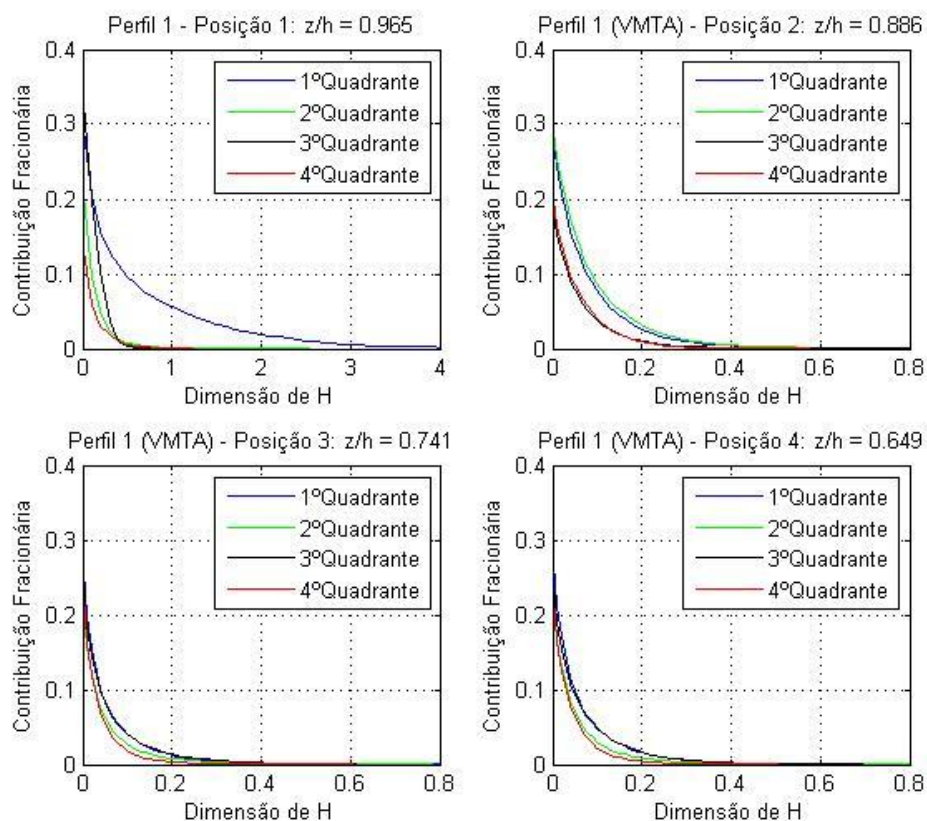 Perfil 1 - Posição 1: z/h = 0.965
0.4
0.3
0.2
0.1
0
Contribuição Fracionária
1ºQuadrante
2ºQuadrante
3ºQuadrante
4ºQuadrante
0 1 2 3 4
Dimensão de H
Perfil 1 (VMTA) - Posição 2: z/h = 0.886
0.4
0.3
0.2
0.1
0
Contribuição Fracionária
1ºQuadrante
2ºQuadrante
3ºQuadrante
4ºQuadrante
0 0.2 0.4 0.6 0.8
Dimensão de H
Perfil 1 (VMTA) - Posição 3: z/h = 0.741
0.4
0.3
0.2
0.1
0
Contribuição Fracionária
1ºQuadrante
2ºQuadrante
3ºQuadrante
4ºQuadrante
0 0.2 0.4 0.6 0.8
Dimensão de H
Perfil 1 (VMTA) - Posição 4: z/h = 0.649
0.4
0.3
0.2
0.1
0
Contribuição Fracionária
1ºQuadrante
2ºQuadrante
3ºQuadrante
4ºQuadrante
0 0.2 0.4 0.6 0.8
Dimensão de H